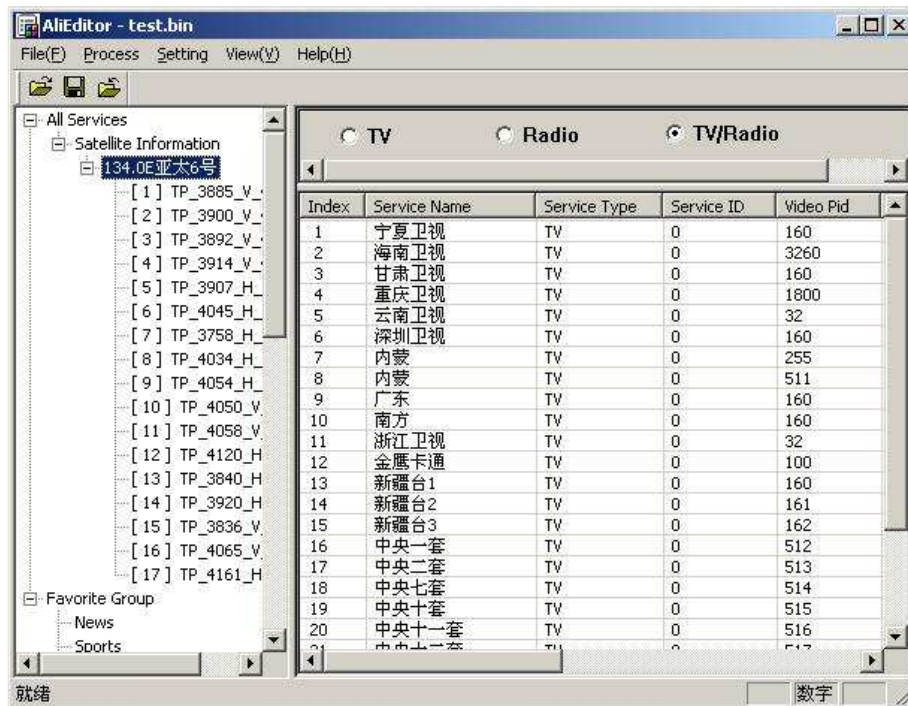 AliEditor - test.bin
File(F) Process Setting View(V) Help(H)
All Services
Satellite Information
134.0E亚太6号
[ 1 ] TP_3885_V_
[ 2 ] TP_3900_V_
[ 3 ] TP_3892_V_
[ 4 ] TP_3914_V_
[ 5 ] TP_3907_H_
[ 6 ] TP_4045_H_
[ 7 ] TP_3758_H_
[ 8 ] TP_4034_H_
[ 9 ] TP_4054_H_
[ 10 ] TP_4050_V_
[ 11 ] TP_4058_V_
[ 12 ] TP_4120_H
[ 13 ] TP_3840_H
[ 14 ] TP_3920_H
[ 15 ] TP_3836_V_
[ 16 ] TP_4065_V_
[ 17 ] TP_4161_H
Favorite Group
News
Sports
TV Radio TV/Radio
Index Service Name Service Type Service ID Video Pid
1 宁夏卫视 TV 0 160
2 海南卫视 TV 0 3260
3 甘肃卫视 TV 0 160
4 重庆卫视 TV 0 1800
5 云南卫视 TV 0 32
6 深圳卫视 TV 0 160
7 内蒙 TV 0 255
8 内蒙 TV 0 511
9 广东 TV 0 160
10 南方 TV 0 160
11 浙江卫视 TV 0 32
12 金鹰卡通 TV 0 100
13 新疆台1 TV 0 160
14 新疆台2 TV 0 161
15 新疆台3 TV 0 162
16 中央一套 TV 0 512
17 中央二套 TV 0 513
18 中央七套 TV 0 514
19 中央十套 TV 0 515
20 中央十一套 TV 0 516
就绪 数字